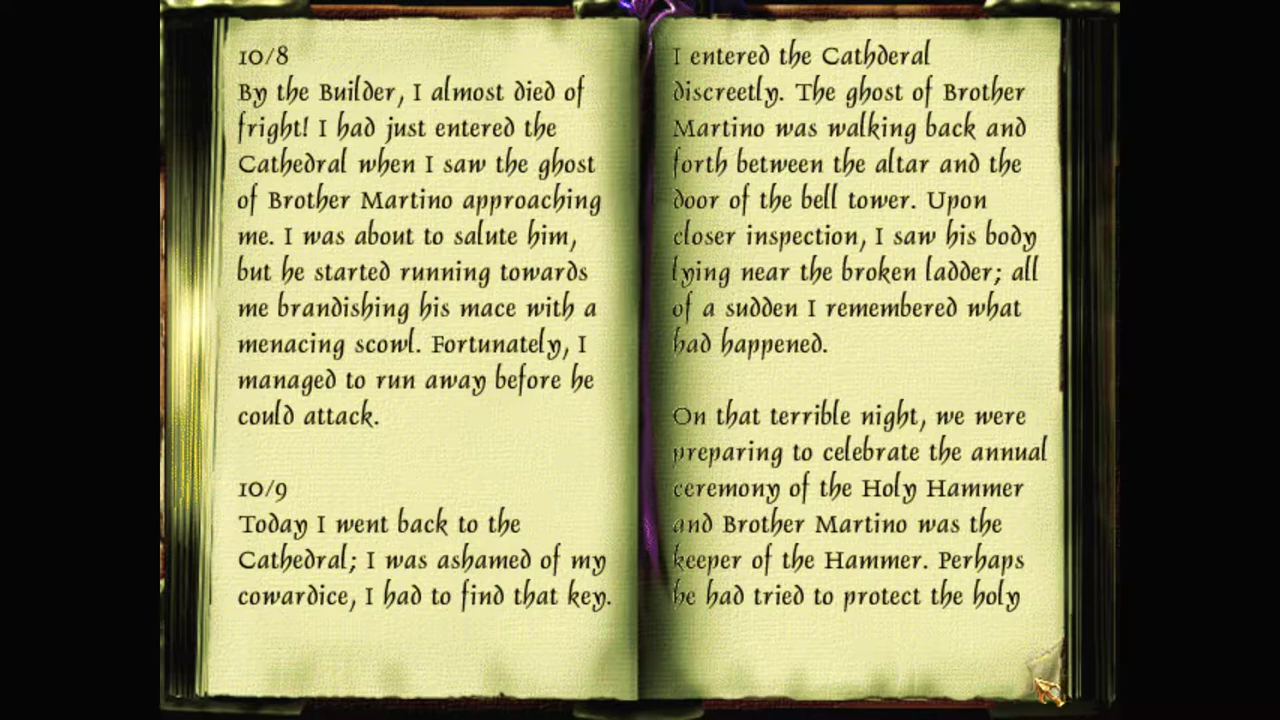 10/8
By the Builder, I almost died of
fright! I had just entered the
Cathedral when I saw the ghost
of Brother Martino approaching
me. I was about to salute him,
but he started running towards
me brandishing his mace with a
menacing scowl. Fortunately, I
managed to run away before he
could attack.
10/9
Today I went back to the
Cathedral; I was ashamed of my
cowardice, I had to find that key.
I entered the Cathderal
discreetly. The ghost of Brother
Martino was walking back and
forth between the altar and the
door of the bell tower. Upon
closer inspection, I saw his body
lying near the broken ladder; all
of a sudden I remembered what
had happened.
On that terrible night, we were
preparing to celebrate the annual
ceremony of the Holy Hammer
and Brother Martino was the
keeper of the Hammer. Perhaps
he had tried to protect the holy